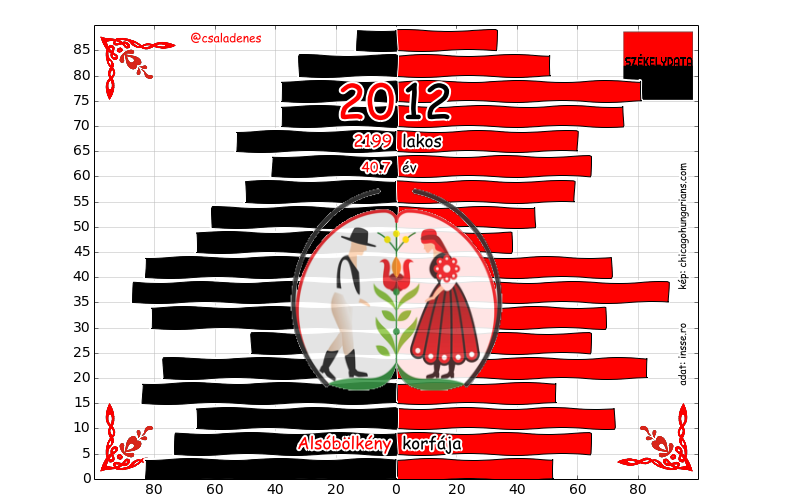 @csaladenes
SZÉKELYDATA
2012
2199 lakos
40.7 év
kép: chicagohungarians.com
adat: insse.ro
Alsóbölkény korfája
85
80
75
70
65
60
55
50
45
40
35
30
25
20
15
10
5
0
80 60 40 20 0 20 40 60 80